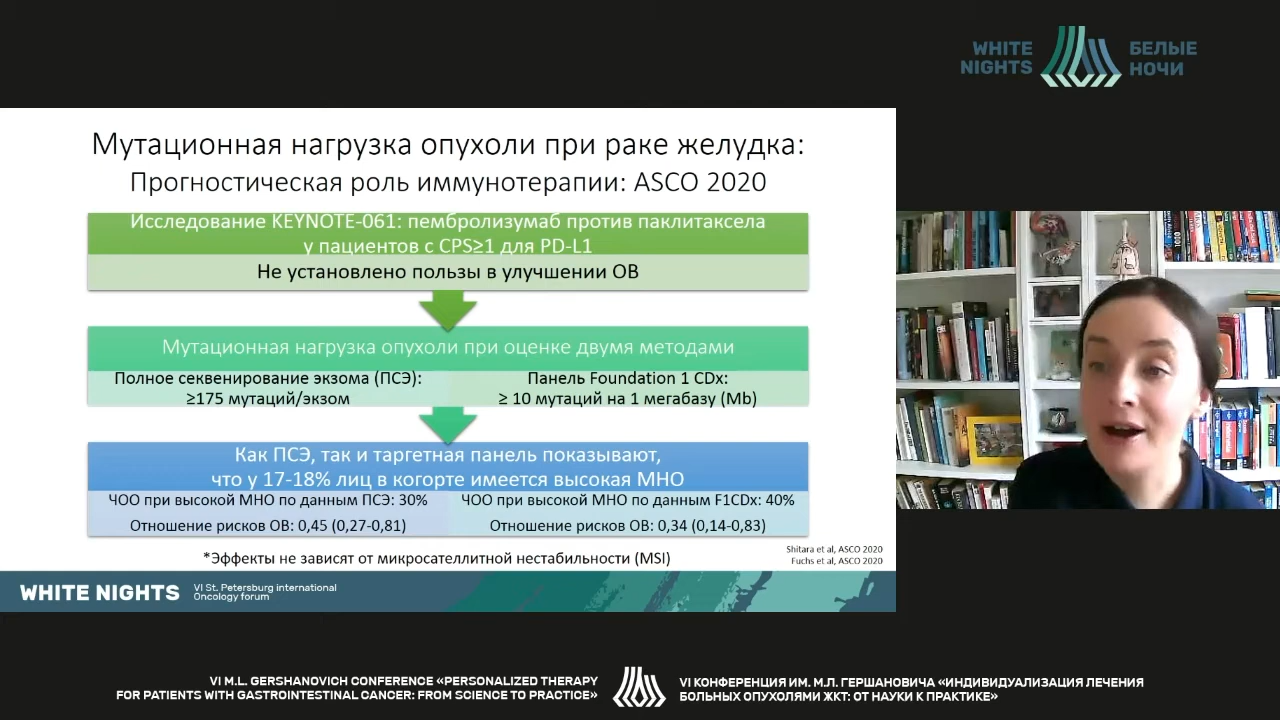 WHITE
NIGHTS
БЕЛЫЕ
НОЧИ
Мутационная нагрузка опухоли при раке желудка:
Прогностическая роль иммунотерапии: ASCO 2020
Исследование KEYNOTE-061: пембролизумаб против паклитаксела
у пациентов с CPS≥1 для PD-L1
Не установлено пользы в улучшении ОВ
Мутационная нагрузка опухоли при оценке двумя методами
Полное секвенирование экзома (ПСЭ):
≥175 мутаций/экзом
Панель Foundation 1 CDx:
≥ 10 мутаций на 1 мегабазу (Mb)
Как ПСЭ, так и таргетная панель показывают,
что у 17-18% лиц в когорте имеется высокая МНО
ЧОО при высокой МНО по данным ПСЭ: 30%
Отношение рисков ОВ: 0,45 (0,27-0,81)
ЧОО при высокой МНО по данным F1CDx: 40%
Отношение рисков ОВ: 0,34 (0,14-0,83)
*Эффекты не зависят от микросателлитной нестабильности (MSI)
Shitara et al, ASCO 2020
Fuchs et al, ASCO 2020
WHITE NIGHTS
VI St. Petersburg international
Oncology forum
VI M.L. GERSHANOVICH CONFERENCE «PERSONALIZED THERAPY
FOR PATIENTS WITH GASTROINTESTINAL CANCER: FROM SCIENCE TO PRACTICE»
VI КОНФЕРЕНЦИЯ ИМ. М.Л. ГЕРШАНОВИЧА «ИНДИВИДУАЛИЗАЦИЯ ЛЕЧЕНИЯ
БОЛЬНЫХ ОПУХОЛЯМИ ЖКТ: ОТ НАУКИ К ПРАКТИКЕ»